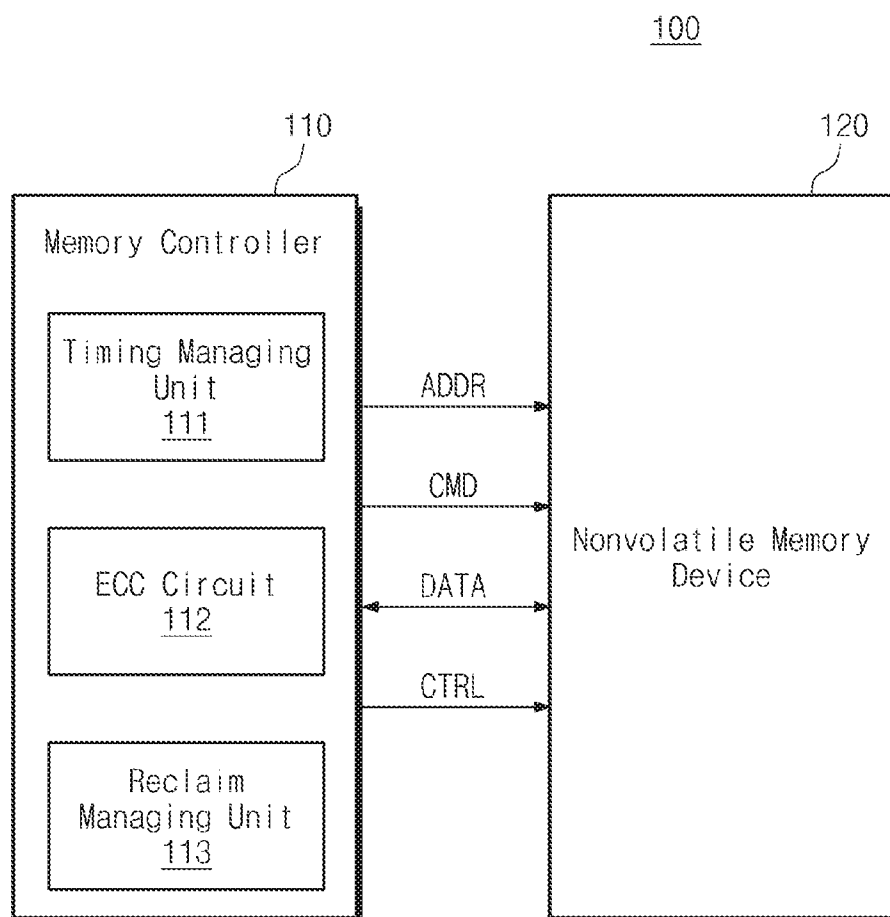 100
110
120
Memory Controller
Timing Managing
Unit
111
ECC Circuit
112
Reclaim
Managing Unit
113
ADDR
CMD
DATA
CTRL
Nonvolatile Memory
Device